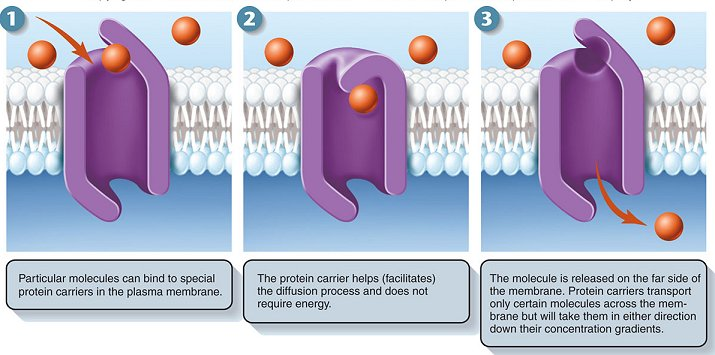 1
Particular molecules can bind to special
protein carriers in the plasma membrane.
2
The protein carrier helps (facilitates)
the diffusion process and does not
require energy.
3
The molecule is released on the far side of
the membrane. Protein carriers transport
only certain molecules across the mem-
brane but will take them in either direction
down their concentration gradients.